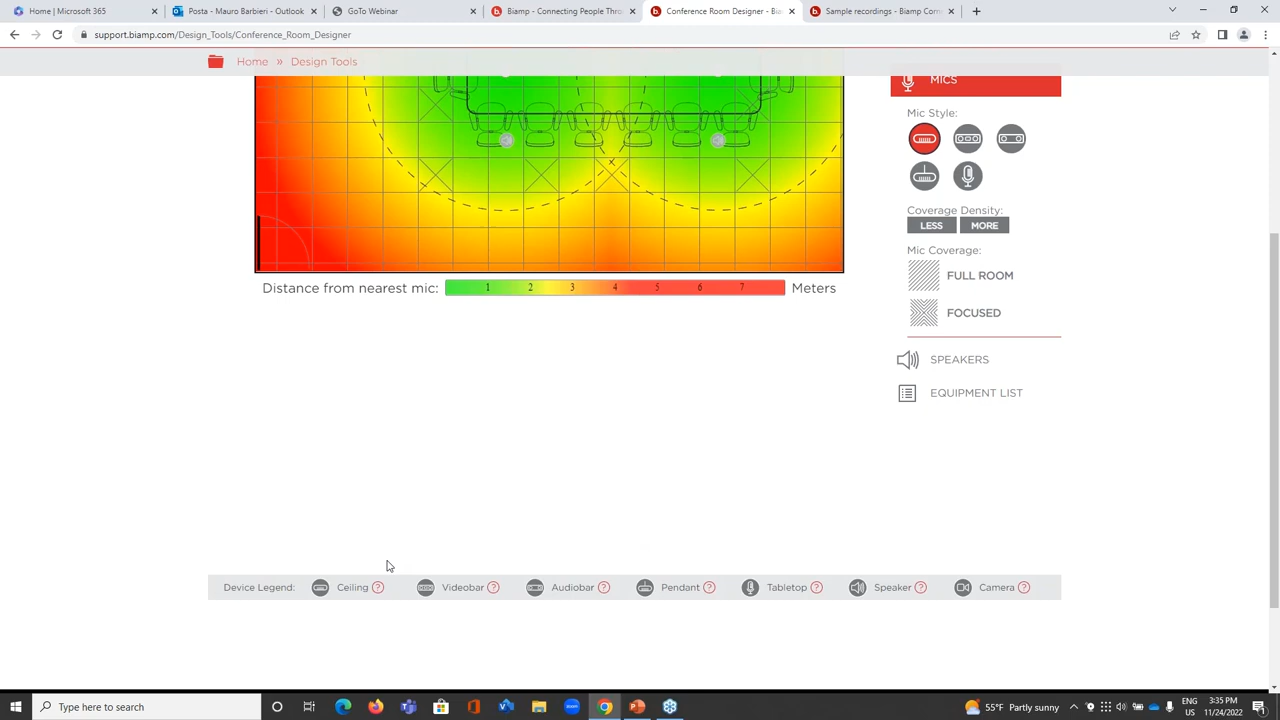 Home | Microsoft 365
Posta - Mauro Barbieri - Outlook
GoTo Webinar
Biamp - Connecting People Thro
Conference Room Designer - Bia
Sample recordings - Biamp Corn
support.biamp.com/Design_Tools/Conference_Room_Designer
Home » Design Tools
MICS
Mic Style:
Coverage Density:
LESS MORE
Mic Coverage:
FULL ROOM
FOCUSED
SPEAKERS
EQUIPMENT LIST
Distance from nearest mic: 1 2 3 4 5 6 7 Meters
Device Legend: Ceiling ? Videobar ? Audiobar ? Pendant ? Tabletop ? Speaker ? Camera ?
Type here to search
55°F Partly sunny
ENG
US
3:35 PM
11/24/2022